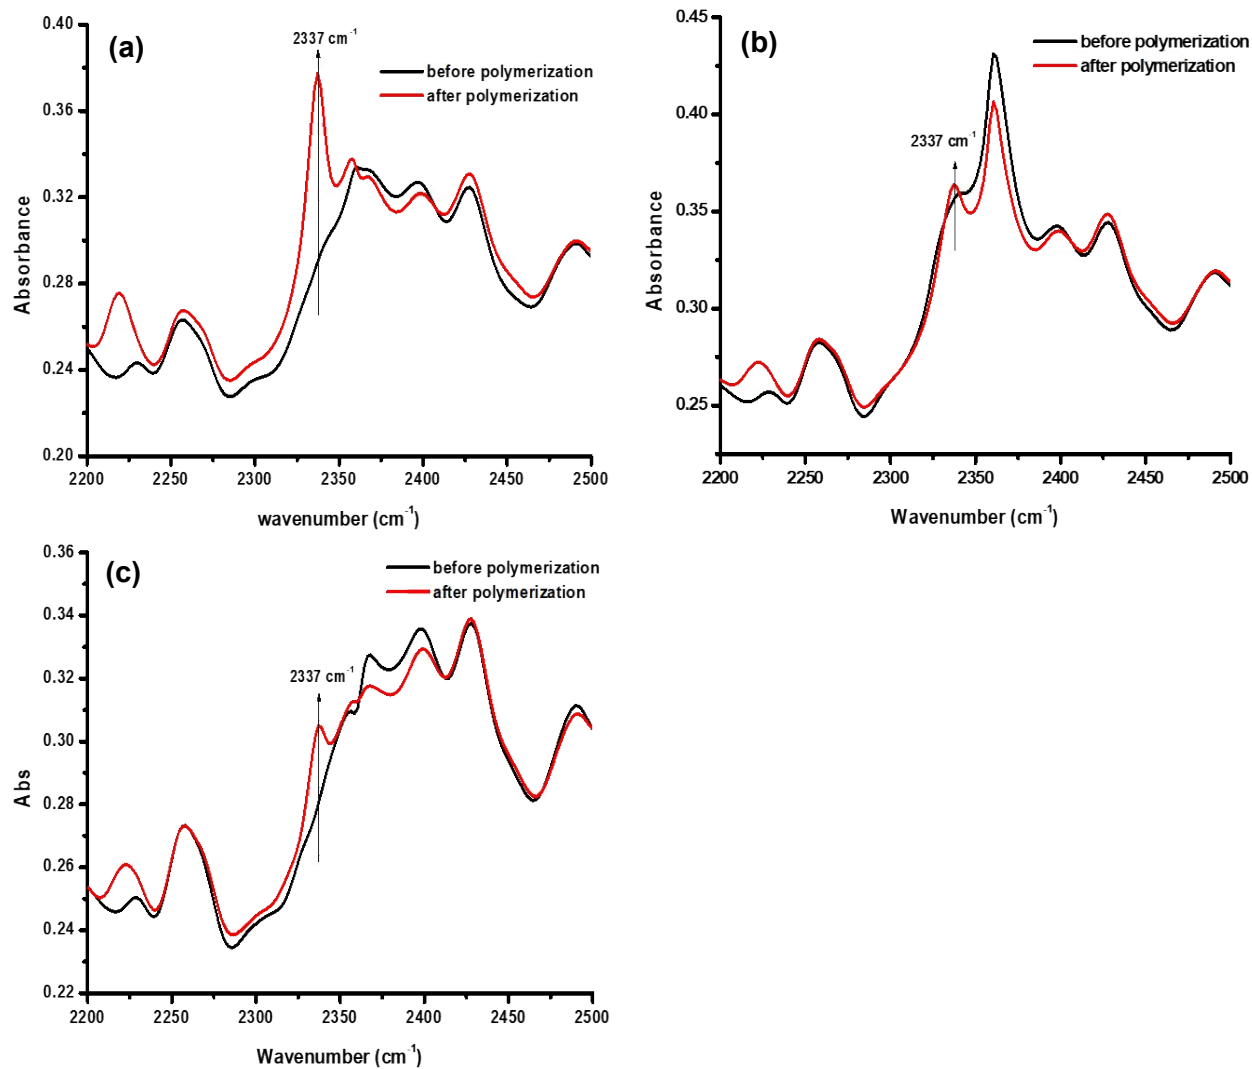 (a)
2337 cm⁻¹
before polymerization
after polymerization
0.40
0.36
0.32
0.28
0.24
0.20
Absorbance
2200 2250 2300 2350 2400 2450 2500
wavenumber (cm⁻¹)
(b)
before polymerization
after polymerization
2337 cm⁻¹
0.45
0.40
0.35
0.30
0.25
Absorbance
2200 2250 2300 2350 2400 2450 2500
Wavenumber (cm⁻¹)
(c)
before polymerization
after polymerization
2337 cm⁻¹
0.36
0.34
0.32
0.30
0.28
0.26
0.24
0.22
Abs
2200 2250 2300 2350 2400 2450 2500
Wavenumber (cm⁻¹)